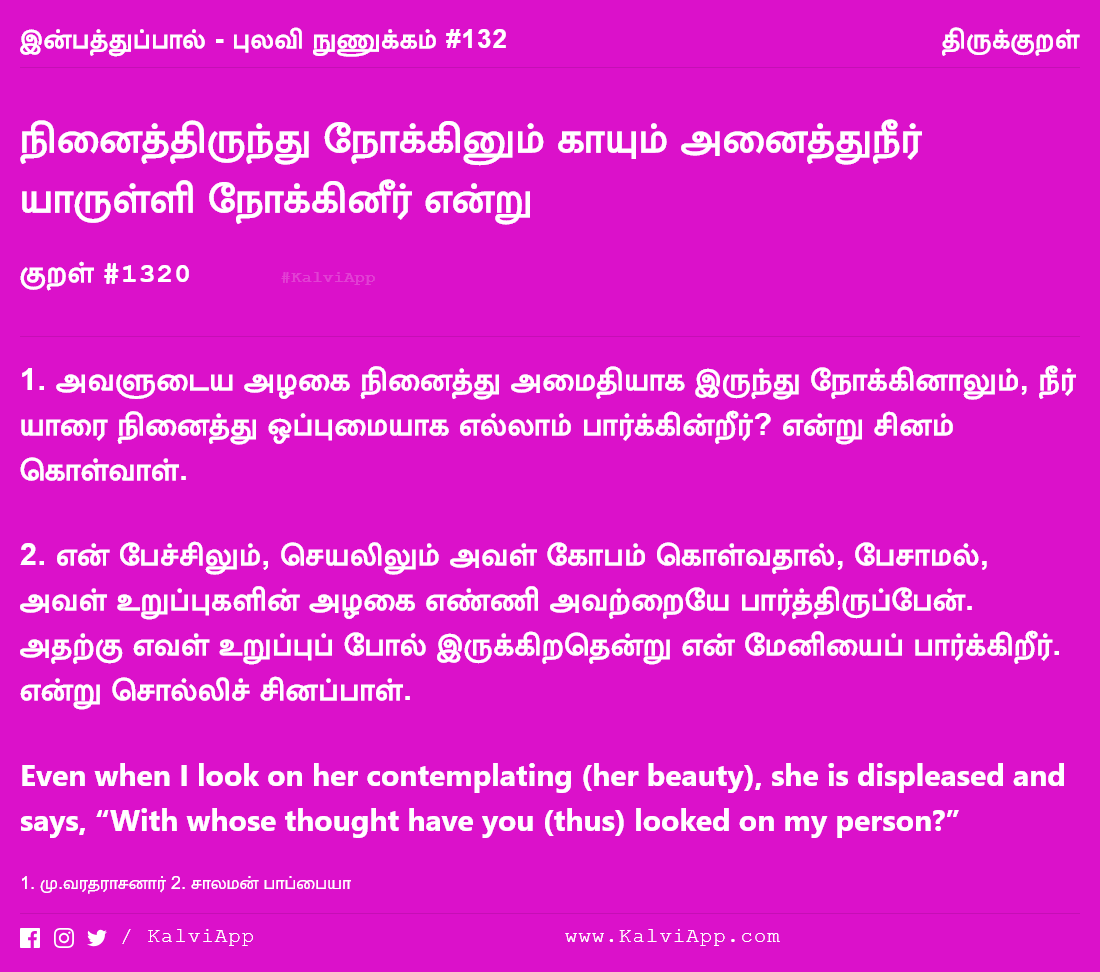 இன்பத்துப்பால் - புலவி நுணுக்கம் #132
திருக்குறள்
நினைத்திருந்து நோக்கினும் காயும் அனைத்துநீர்
யாருள்ளி நோக்கினீர் என்று
குறள் #1320
#KalviApp
1. அவளுடைய அழகை நினைத்து அமைதியாக இருந்து நோக்கினாலும், நீர்
யாரை நினைத்து ஒப்புமையாக எல்லாம் பார்க்கின்றீர்? என்று சினம்
கொள்வாள்.
2. என் பேச்சிலும், செயலிலும் அவள் கோபம் கொள்வதால், பேசாமல்,
அவள் உறுப்புகளின் அழகை எண்ணி அவற்றையே பார்த்திருப்பேன்.
அதற்கு எவள் உறுப்புப் போல் இருக்கிறதென்று என் மேனியைப் பார்க்கிறீர்.
என்று சொல்லிச் சினப்பாள்.
Even when I look on her contemplating (her beauty), she is displeased and
says, “With whose thought have you (thus) looked on my person?”
1. மு.வரதராசனார் 2. சாலமன் பாப்பையா
/ KalviApp
www.KalviApp.com